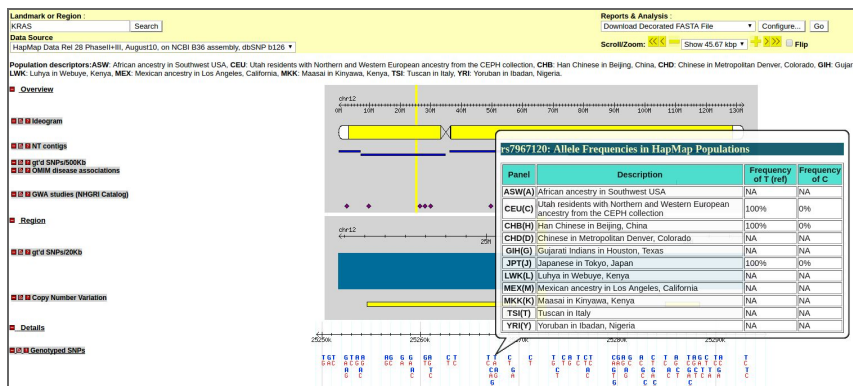 Landmark or Region :
KRAS
Search
Reports & Analysis :
Download Decorated FASTA File
Configure...
Go
Data Source
HapMap Data Rel 28 PhaseII+III, August10, on NCBI B36 assembly, dbSNP b126
Scroll/Zoom:
Show 45.67 kbp
Flip
Population descriptors:ASW: African ancestry in Southwest USA, CEU: Utah residents with Northern and Western European ancestry from the CEPH collection, CHB: Han Chinese in Beijing, China, CHD: Chinese in Metropolitan Denver, Colorado, GIH: Gujar
LWK: Luhya in Webuye, Kenya, MEX: Mexican ancestry in Los Angeles, California, MKK: Maasai in Kinyawa, Kenya, TSI: Tuscan in Italy, YRI: Yoruban in Ibadan, Nigeria.
Overview
chr12
0M 10M 20M 30M 40M 50M 60M 70M 80M 90M 100M 110M 120M 130M
Ideogram
NT contigs
gt'd SNPs/500Kb
OMIM disease associations
GWA studies (NHGRI Catalog)
Region
chr12
25M
gt'd SNPs/20Kb
Copy Number Variation
Details
25250k 25260k 25290k
Genotyped SNPs
rs7967120: Allele Frequencies in HapMap Populations
Panel Description Frequency of T (ref) Frequency of C
ASW(A) African ancestry in Southwest USA NA NA
CEU(C) Utah residents with Northern and Western European
ancestry from the CEPH collection 100% 0%
CHB(H) Han Chinese in Beijing, China 100% 0%
CHD(D) Chinese in Metropolitan Denver, Colorado NA NA
GIH(G) Gujarati Indians in Houston, Texas NA NA
JPT(J) Japanese in Tokyo, Japan 100% 0%
LWK(L) Luhya in Webuye, Kenya NA NA
MEX(M) Mexican ancestry in Los Angeles, California NA NA
MKK(K) Maasai in Kinyawa, Kenya NA NA
TSI(T) Tuscan in Italy NA NA
YRI(Y) Yoruban in Ibadan, Nigeria NA NA